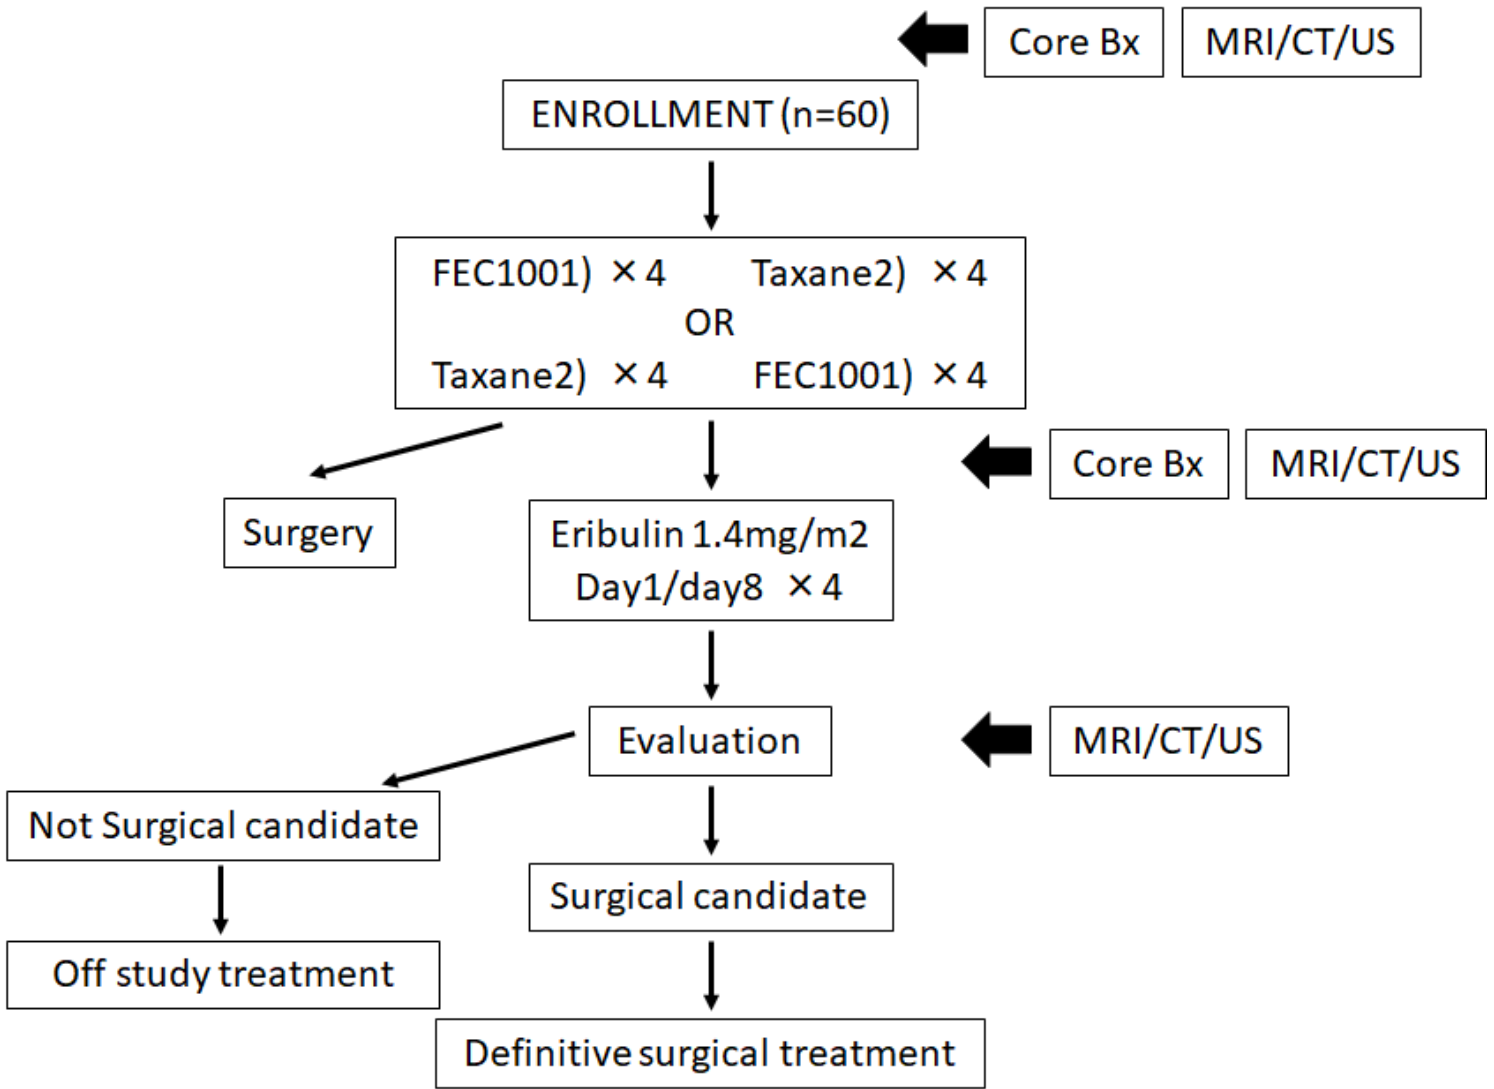 Core Bx
MRI/CT/US
ENROLLMENT (n=60)
FEC1001) ×4 Taxane2) ×4
OR
Taxane2) ×4 FEC1001) ×4
Core Bx
MRI/CT/US
Surgery
Eribulin 1.4mg/m2
Day1/day8 ×4
Evaluation
MRI/CT/US
Not Surgical candidate
Surgical candidate
Off study treatment
Definitive surgical treatment